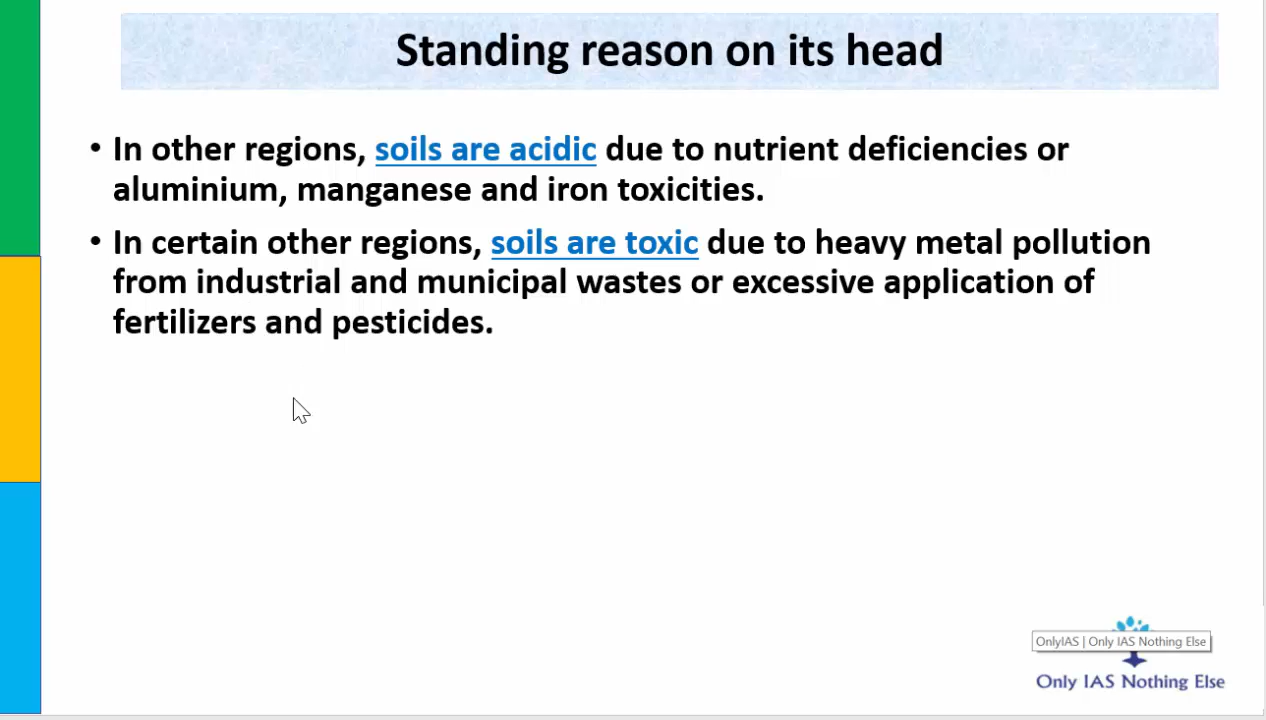 Standing reason on its head
• In other regions, soils are acidic due to nutrient deficiencies or
aluminium, manganese and iron toxicities.
• In certain other regions, soils are toxic due to heavy metal pollution
from industrial and municipal wastes or excessive application of
fertilizers and pesticides.
OnlyIAS | Only IAS Nothing Else
Only IAS Nothing Else